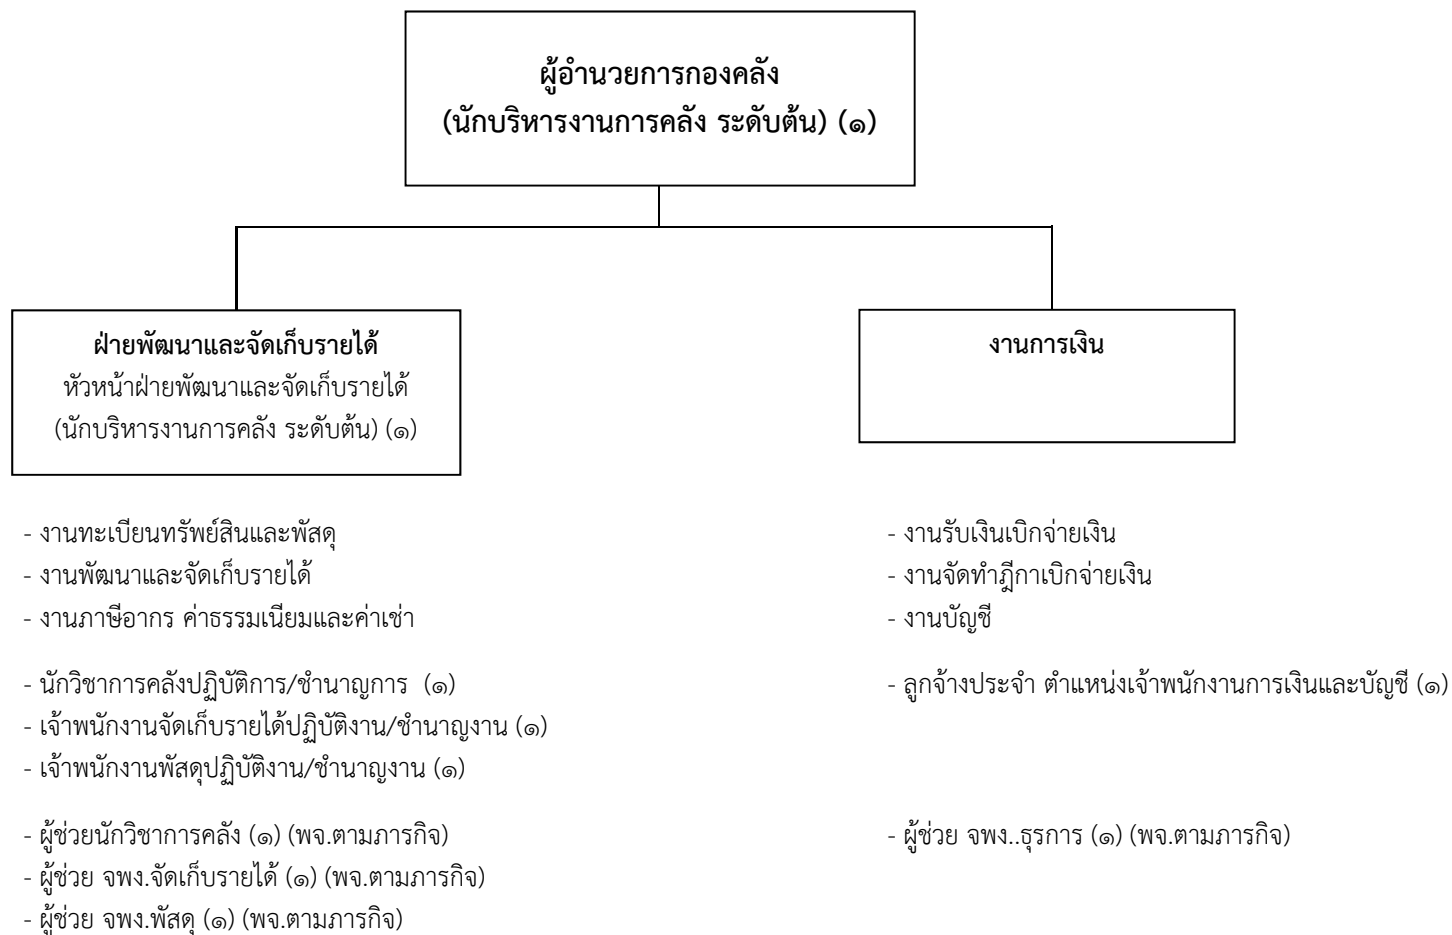 ผู้อำนวยการกองคลัง
(นักบริหารงานการคลัง ระดับต้น) (๑)
ฝ่ายพัฒนาและจัดเก็บรายได้
หัวหน้าฝ่ายพัฒนาและจัดเก็บรายได้
(นักบริหารงานการคลัง ระดับต้น) (๑)
- งานทะเบียนทรัพย์สินและพัสดุ
- งานพัฒนาและจัดเก็บรายได้
- งานภาษีอากร ค่าธรรมเนียมและค่าเช่า
- นักวิชาการคลังปฏิบัติการ/ชำนาญการ (๑)
- เจ้าพนักงานจัดเก็บรายได้ปฏิบัติงาน/ชำนาญงาน (๑)
- เจ้าพนักงานพัสดุปฏิบัติงาน/ชำนาญงาน (๑)
- ผู้ช่วยนักวิชาการคลัง (๑) (พจ.ตามภารกิจ)
- ผู้ช่วย จพง.จัดเก็บรายได้ (๑) (พจ.ตามภารกิจ)
- ผู้ช่วย จพง.พัสดุ (๑) (พจ.ตามภารกิจ)
งานการเงิน
- งานรับเงินเบิกจ่ายเงิน
- งานจัดทำฎีกาเบิกจ่ายเงิน
- งานบัญชี
- ลูกจ้างประจำ ตำแหน่งเจ้าพนักงานการเงินและบัญชี (๑)
- ผู้ช่วย จพง..ธุรการ (๑) (พจ.ตามภารกิจ)